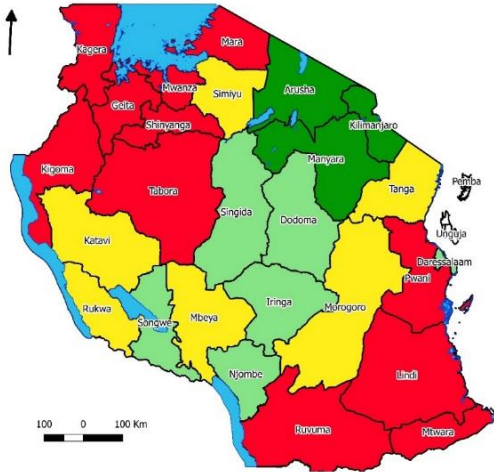 Kagera
Mara
Mwanza
Geita
Simiyu
Arusha
Shinyanga
Kilimanjaro
Manyara
Kigoma
Tabora
Tanga
Pemba
Singida
Dodoma
Unguja
Katavi
Daressalaam
Pwani
Rukwa
Iringa
Morogoro
Songwe
Mbeya
Njombe
Lindi
Ruvuma
Mtwara
100 0 100 Km